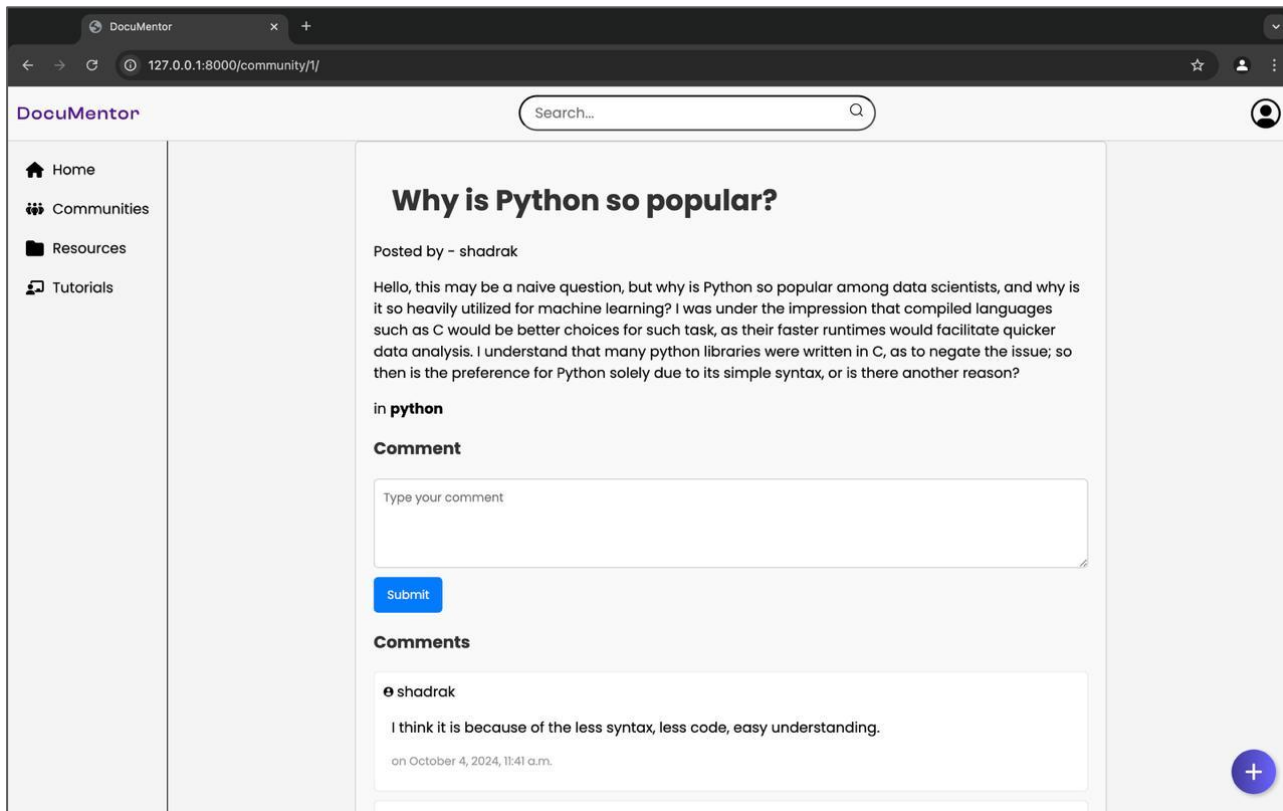 DocuMentor
127.0.0.1:8000/community/1/
DocuMentor
Search...
Home
Communities
Resources
Tutorials
Why is Python so popular?
Posted by - shadrak
Hello, this may be a naive question, but why is Python so popular among data scientists, and why is
it so heavily utilized for machine learning? I was under the impression that compiled languages
such as C would be better choices for such task, as their faster runtimes would facilitate quicker
data analysis. I understand that many python libraries were written in C, as to negate the issue; so
then is the preference for Python solely due to its simple syntax, or is there another reason?
in python
Comment
Type your comment
Submit
Comments
shadrak
I think it is because of the less syntax, less code, easy understanding.
on October 4, 2024, 11:41 a.m.